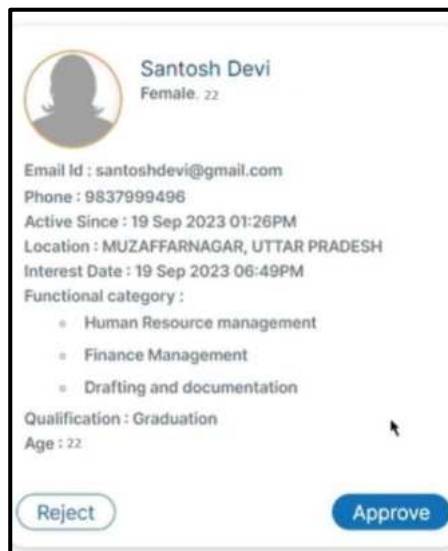 Santosh Devi
Female. 22
Email Id : santoshdevi@gmail.com
Phone : 9837999496
Active Since : 19 Sep 2023 01:26PM
Location : MUZAFFARNAGAR, UTTAR PRADESH
Interest Date : 19 Sep 2023 06:49PM
Functional category :
Human Resource management
Finance Management
Drafting and documentation
Qualification : Graduation
Age : 22
Reject Approve